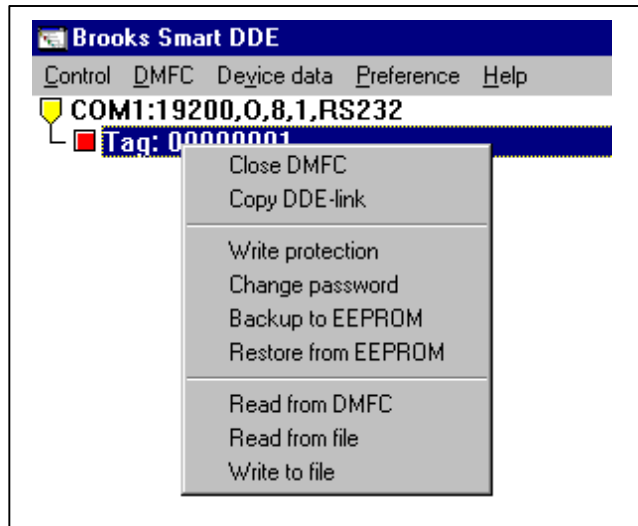 Brooks Smart DDE
Control DMFC Device data Preference Help
COM1:19200,O,8,1,RS232
Tag: 00000001
Close DMFC
Copy DDE-link
Write protection
Change password
Backup to EEPROM
Restore from EEPROM
Read from DMFC
Read from file
Write to file